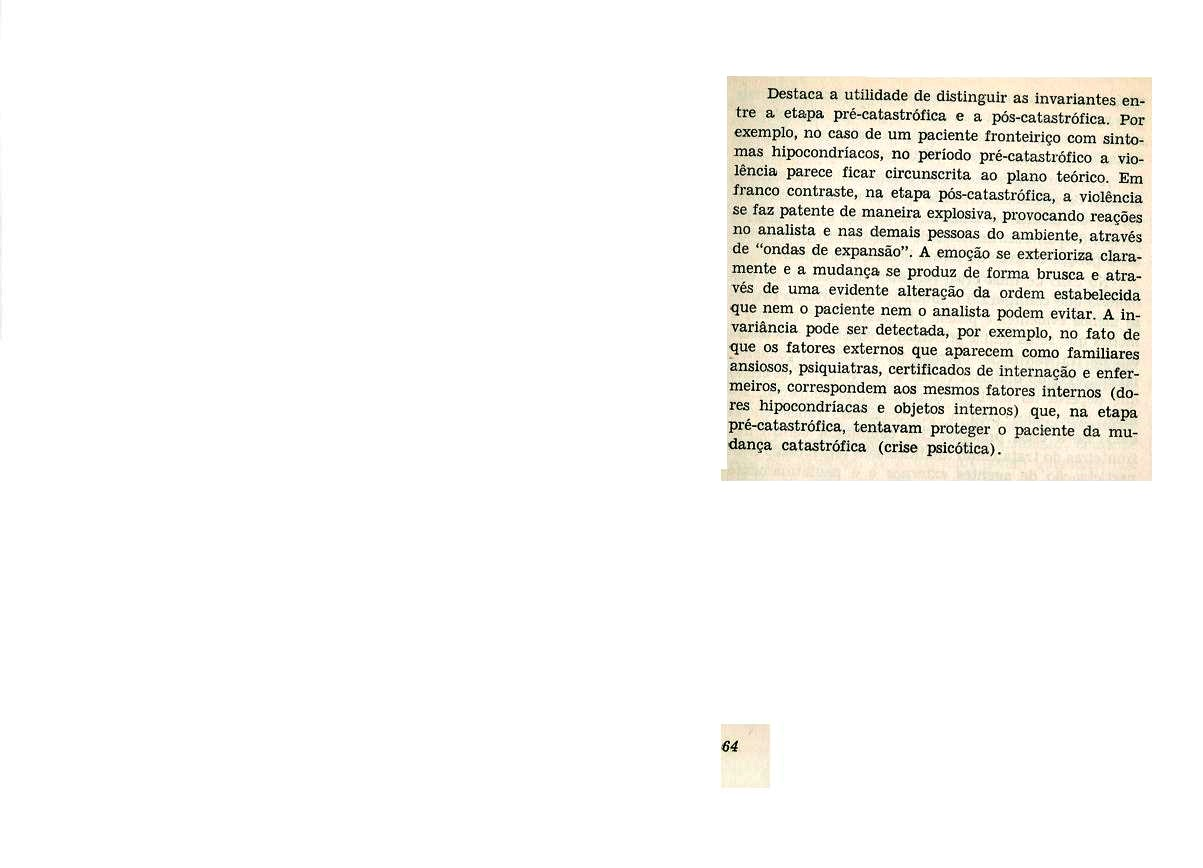 Destaca a utilidade de distinguir as invariantes en-
tre a etapa pré-catastrófica e a pós-catastrófica. Por
exemplo, no caso de um paciente fronteiriço com sinto-
mas hipocondríacos, no período pré-catastrófico a vio-
lência parece ficar circunscrita ao plano teórico. Em
franco contraste, na etapa pós-catastrófica, a violência
se faz patente de maneira explosiva, provocando reações
no analista e nas demais pessoas do ambiente, através
de “ondas de expansão”. A emoção se exterioriza clara-
mente e a mudança se produz de forma brusca e atra-
vés de uma evidente alteração da ordem estabelecida
que nem o paciente nem o analista podem evitar. A in-
variância pode ser detectada, por exemplo, no fato de
que os fatores externos que aparecem como familiares
ansiosos, psiquiatras, certificados de internação e enfer-
meiros, correspondem aos mesmos fatores internos (do-
res hipocondríacas e objetos internos) que, na etapa
pré-catastrófica, tentavam proteger o paciente da mu-
dança catastrófica (crise psicótica).
64